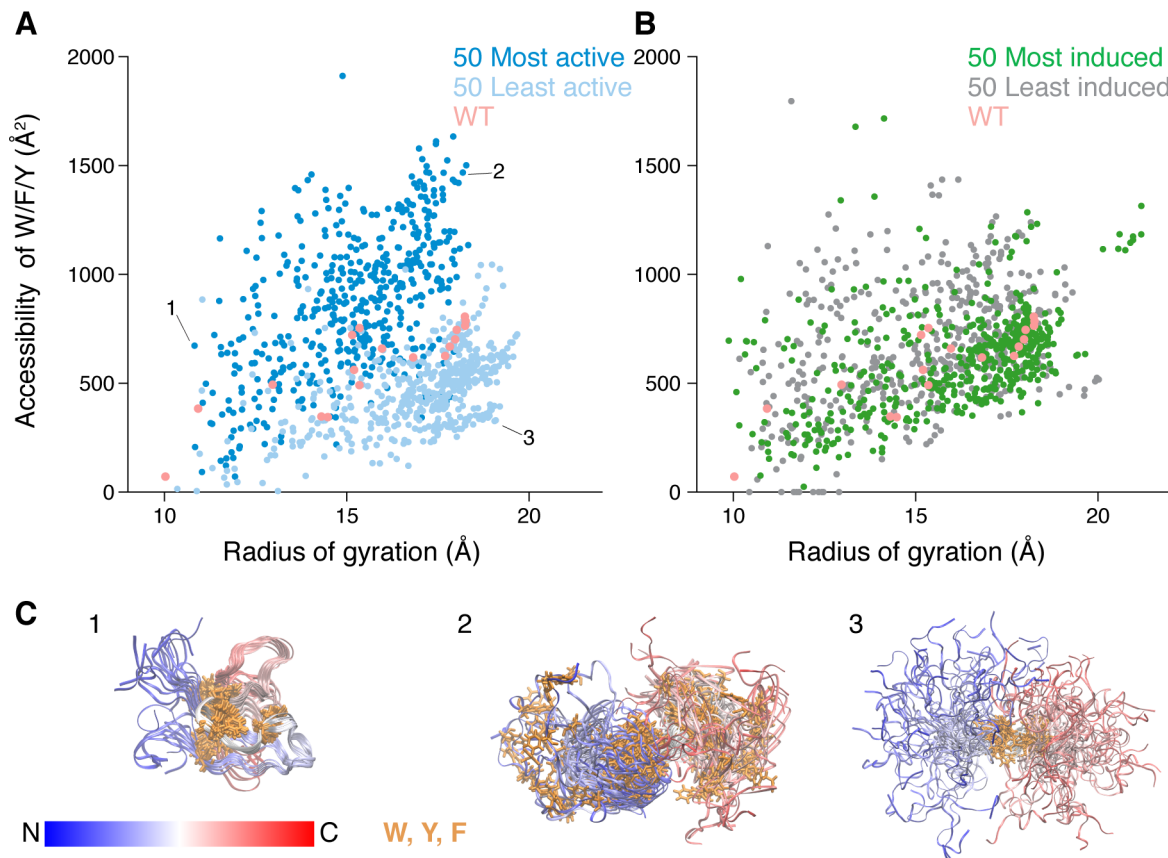 A
B
Accessibility of W/F/Y (Å²)
2000
1500
1000
500
0
10
15
20
Radius of gyration (Å)
50 Most active
50 Least active
WT
1
2
3
2000
1500
1000
500
0
10
15
20
Radius of gyration (Å)
50 Most induced
50 Least induced
WT
C
1
2
3
N
C
W, Y, F